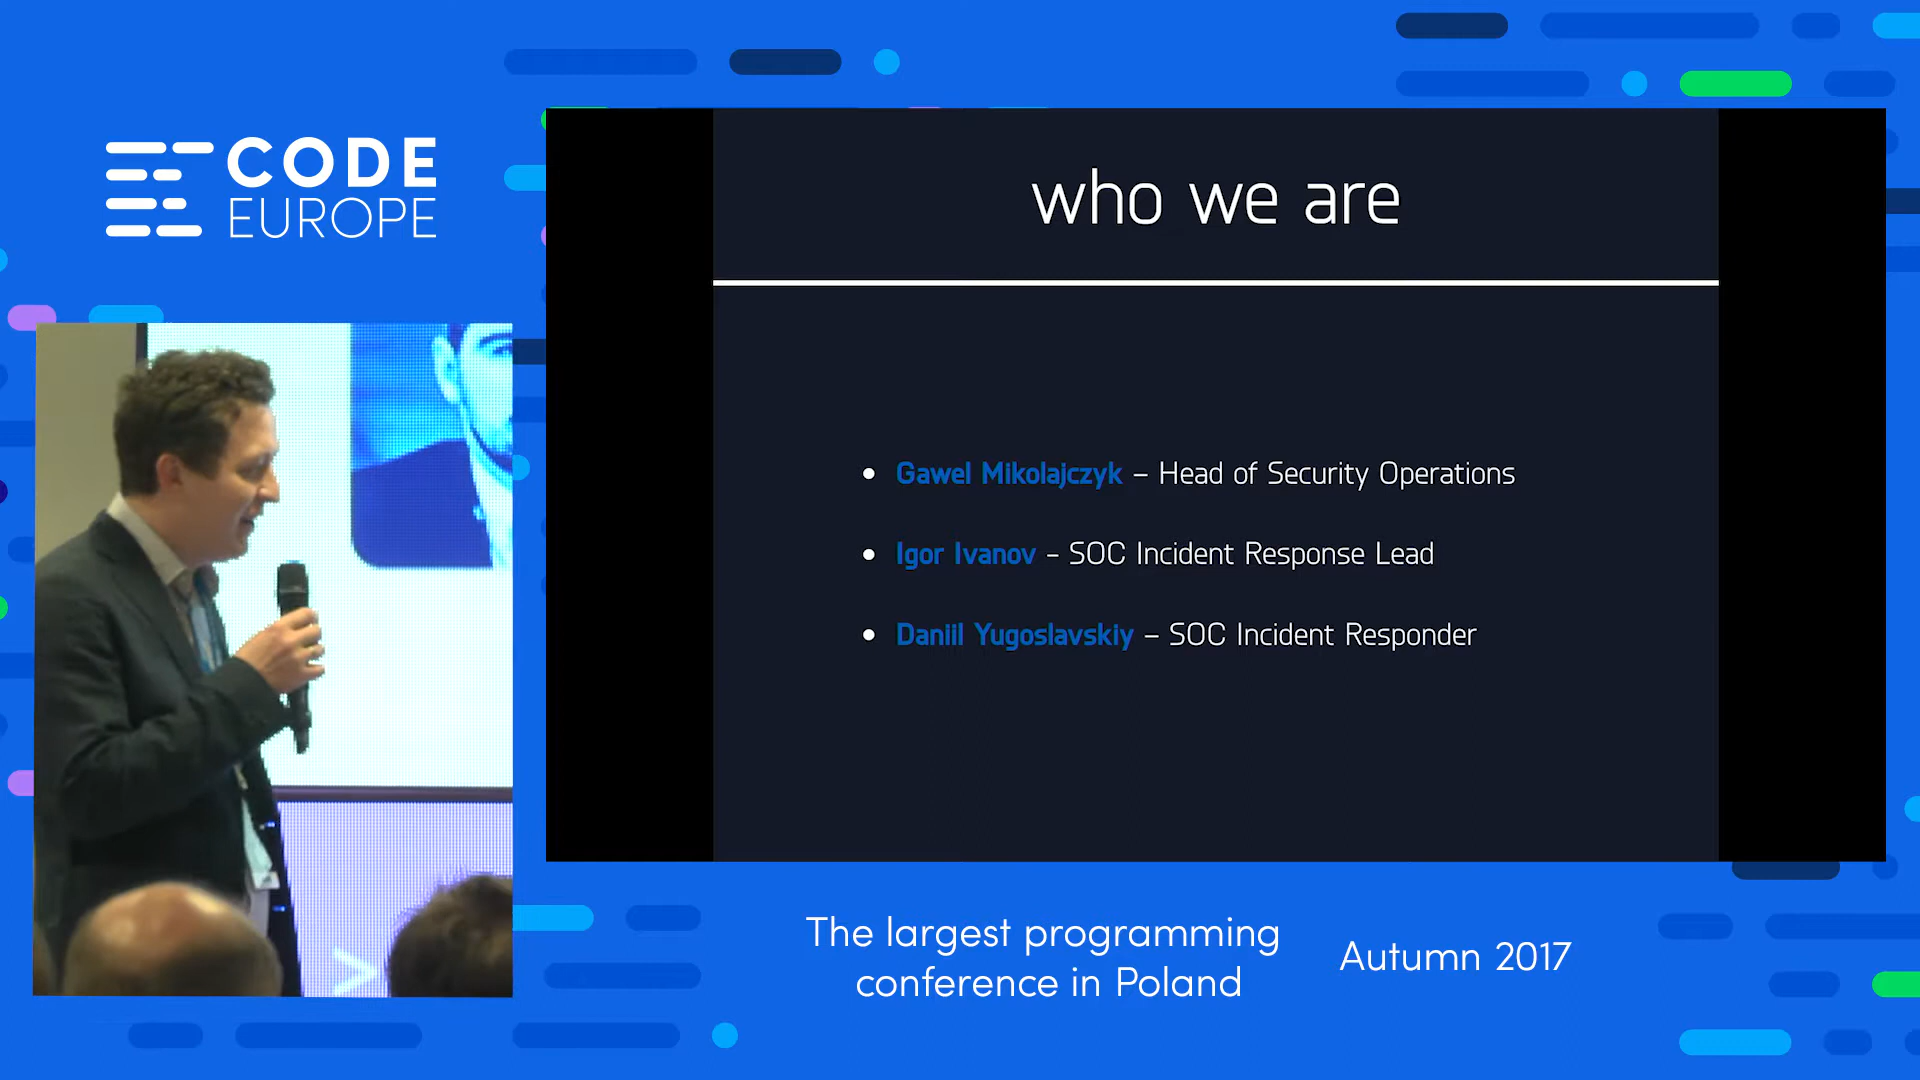 CODE
EUROPE
who we are
• Gawel Mikolajczyk – Head of Security Operations
• Igor Ivanov - SOC Incident Response Lead
• Daniil Yugoslavskiy – SOC Incident Responder
>
The largest programming
conference in Poland
Autumn 2017